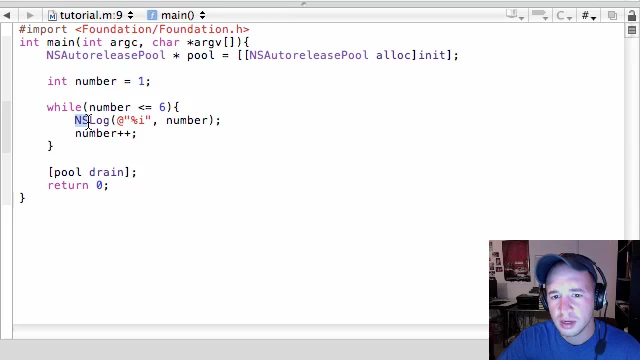 tutorial.m:9 main()
#import <Foundation/Foundation.h>
int main(int argc, char *argv[]){
NSAutoreleasePool * pool = [[NSAutoreleasePool alloc]init];
int number = 1;
while(number <= 6){
NSLog(@"%i", number);
number++;
}
[pool drain];
return 0;
}